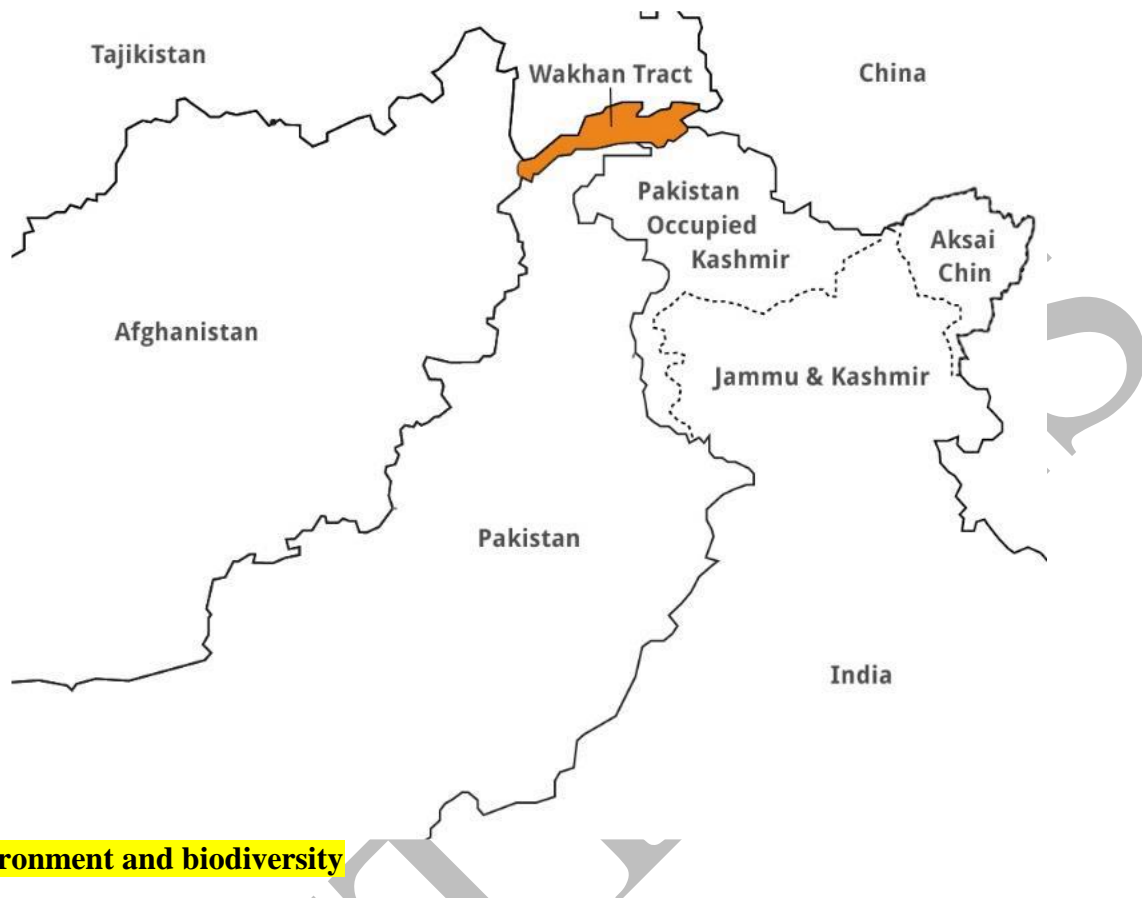 Tajikistan
Wakhan Tract
China
Pakistan
Occupied
Kashmir
Aksai
Chin
Afghanistan
Jammu & Kashmir
Pakistan
India
ronment and biodiversity